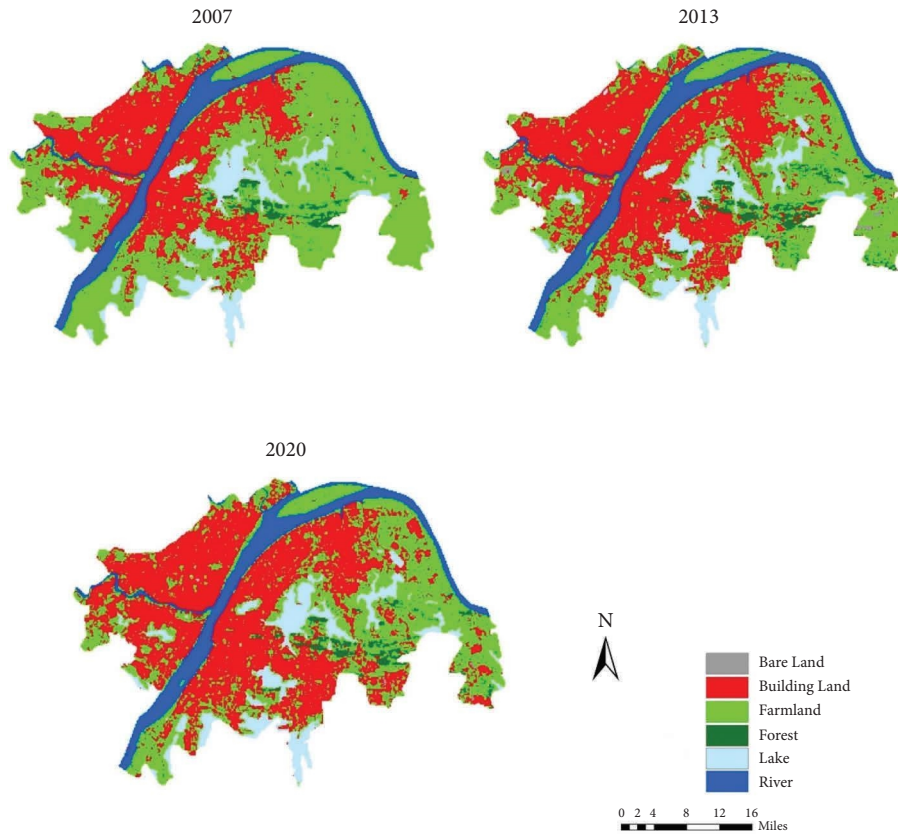 2007
2013
2020
N
Bare Land
Building Land
Farmland
Forest
Lake
River
0 2 4 8 12 16
Miles